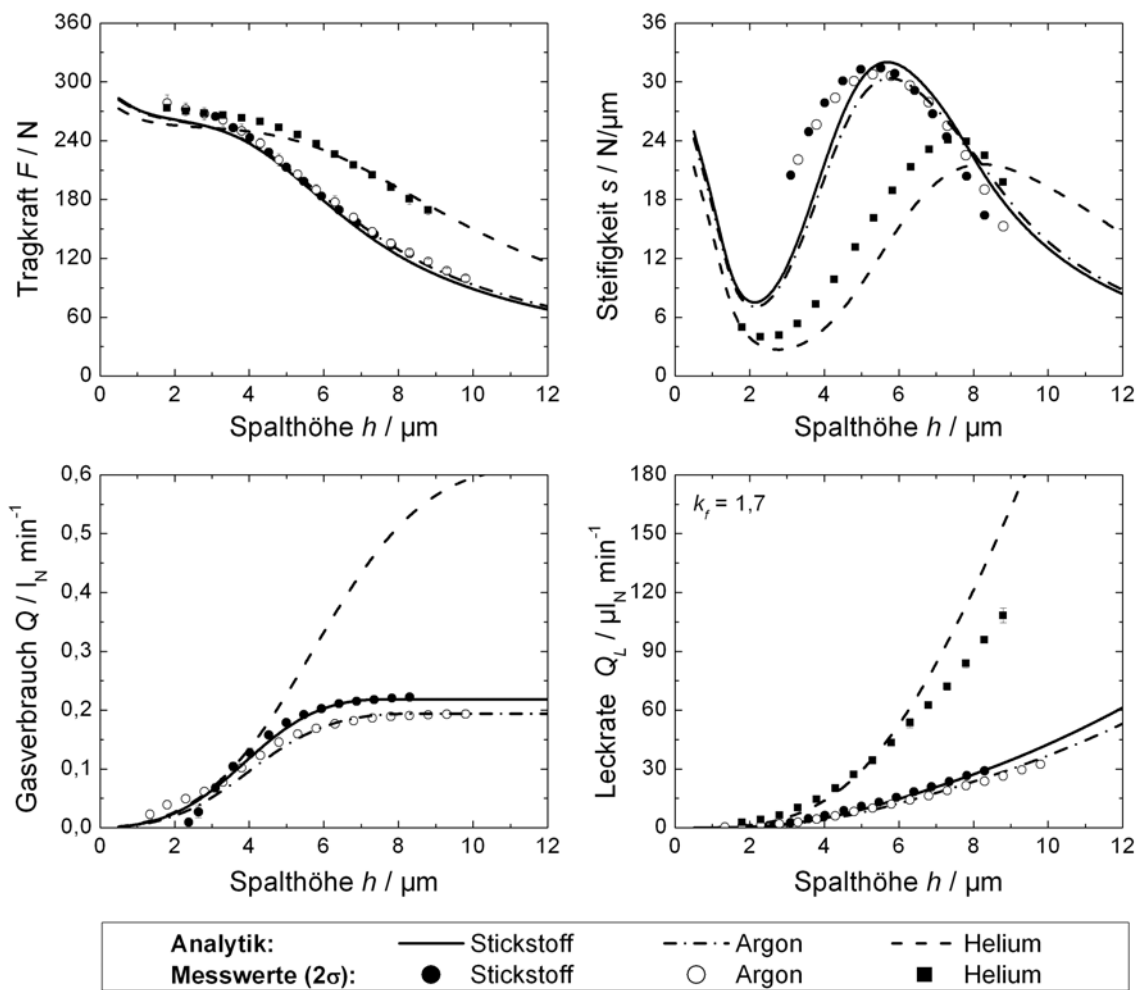 360
300
240
180
120
60
0
Tragkraft F / N
0 2 4 6 8 10 12
Spalthöhe h / µm
36
30
24
18
12
6
0
Steifigkeit s / N/µm
0 2 4 6 8 10 12
Spalthöhe h / µm
0,6
0,5
0,4
0,3
0,2
0,1
0,0
Gasverbrauch Q / l_N min⁻¹
0 2 4 6 8 10 12
Spalthöhe h / µm
180
150
120
90
60
30
0
Leckrate Q_L / µl_N min⁻¹
k_f = 1,7
0 2 4 6 8 10 12
Spalthöhe h / µm
Analytik: Stickstoff Argon Helium
Messwerte (2σ): Stickstoff Argon Helium